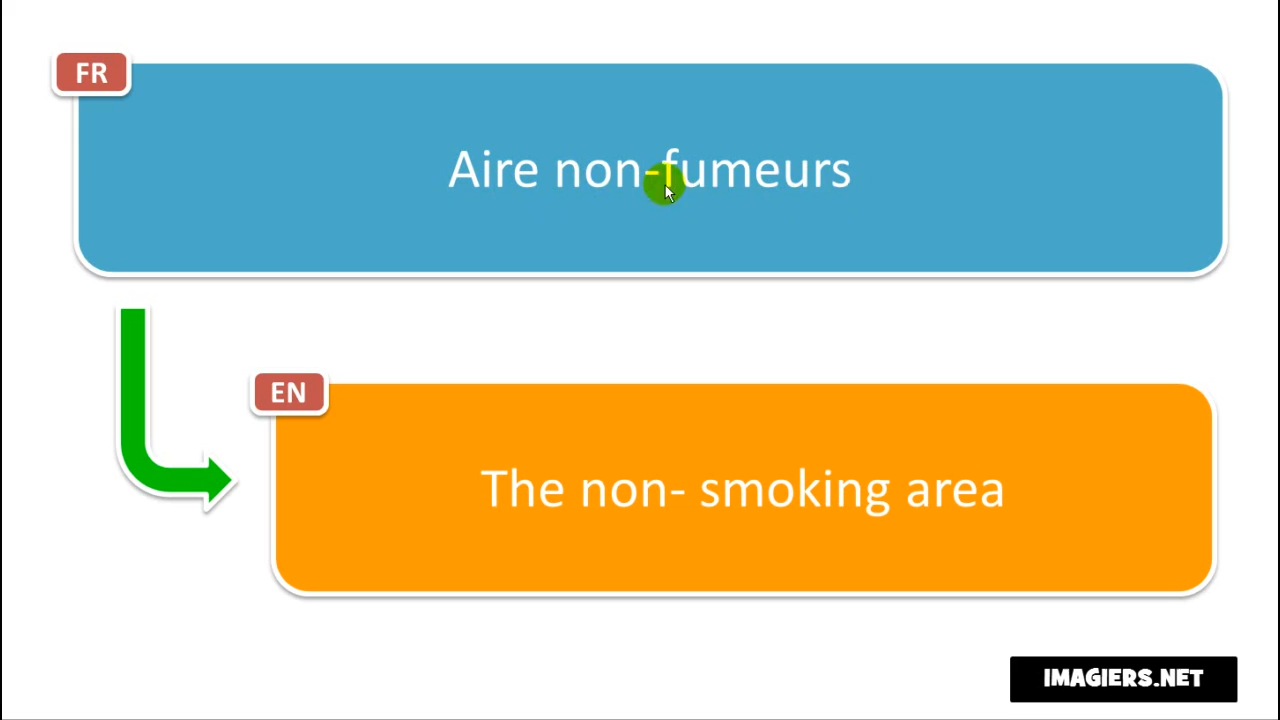 FR
Aire non-fumeurs
EN
The non- smoking area
IMAGIERS.NET